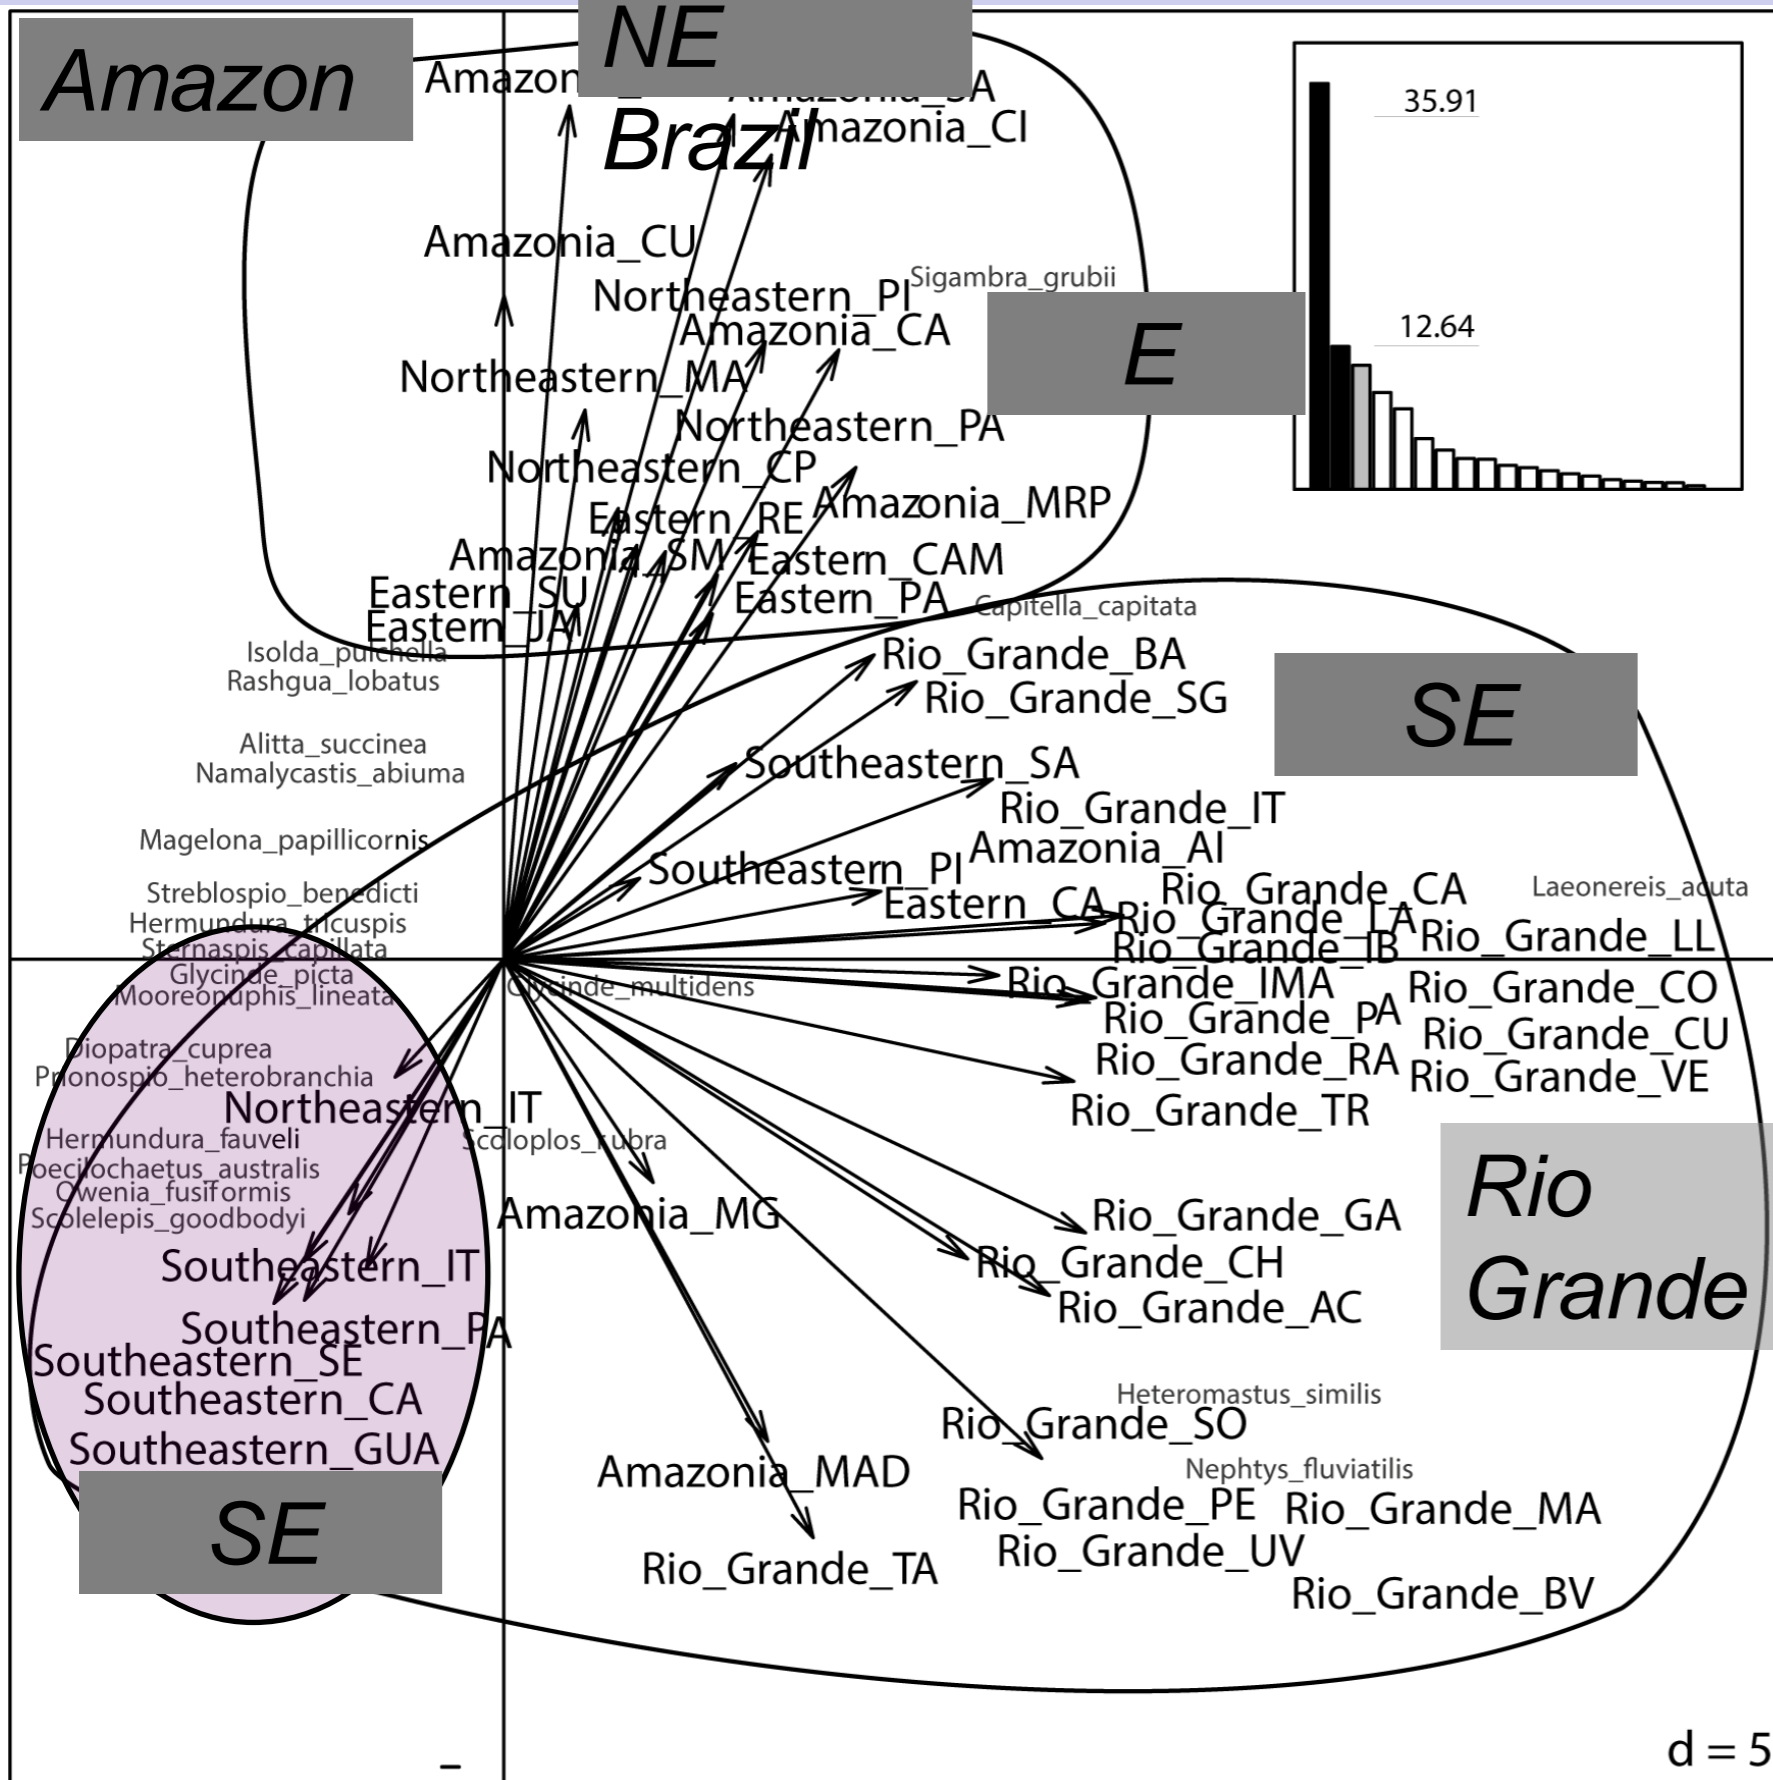 Amazon
NE
Brazil
35.91
12.64
Amazonia_CI
Amazonia_CU
Sigambra_grubii
Northeastern_PI
Amazonia_CA
E
Northeastern_MA
Northeastern_PA
Northeastern_CP
Amazonia_MRP
Eastern_RE
Amazonia_SM
Eastern_CAM
Eastern_SU
Eastern_PA
Capitella_capitata
Eastern_JA
Isolda_pulchella
Rio_Grande_BA
Rashgua_lobatus
Rio_Grande_SG
SE
Alitta_succinea
Namalycastis_abiuma
Southeastern_SA
Rio_Grande_IT
Magelona_papillicornis
Amazonia_AI
Southeastern_PI
Streblospio_benedicti
Eastern_CA
Rio_Grande_CA
Laeonereis_acuta
Hermundura_tricuspis
Rio_Grande_LA
Rio_Grande_LL
Sternaspis_capillata
Rio_Grande_IB
Glycinde_picta
Glycinde_multidens
Rio_Grande_IMA
Rio_Grande_CO
Mooreonuphis_lineata
Rio_Grande_PA
Rio_Grande_CU
Diopatra_cuprea
Rio_Grande_RA
Rio_Grande_VE
Prionospio_heterobranchia
Northeastern_IT
Rio_Grande_TR
Hermundura_fauveli
Scoloplos_rubra
Poecilochaetus_australis
Owenia_fusiformis
Scolelepis_goodbodyi
Amazonia_MG
Rio_Grande_GA
Rio
Grande
Southeastern_IT
Rio_Grande_CH
Rio_Grande_AC
Southeastern_PA
Southeastern_SE
Southeastern_CA
Heteromastus_similis
Rio_Grande_SO
Southeastern_GUA
Amazonia_MAD
Nephtys_fluviatilis
Rio_Grande_PE
Rio_Grande_MA
SE
Rio_Grande_UV
Rio_Grande_TA
Rio_Grande_BV
d = 5